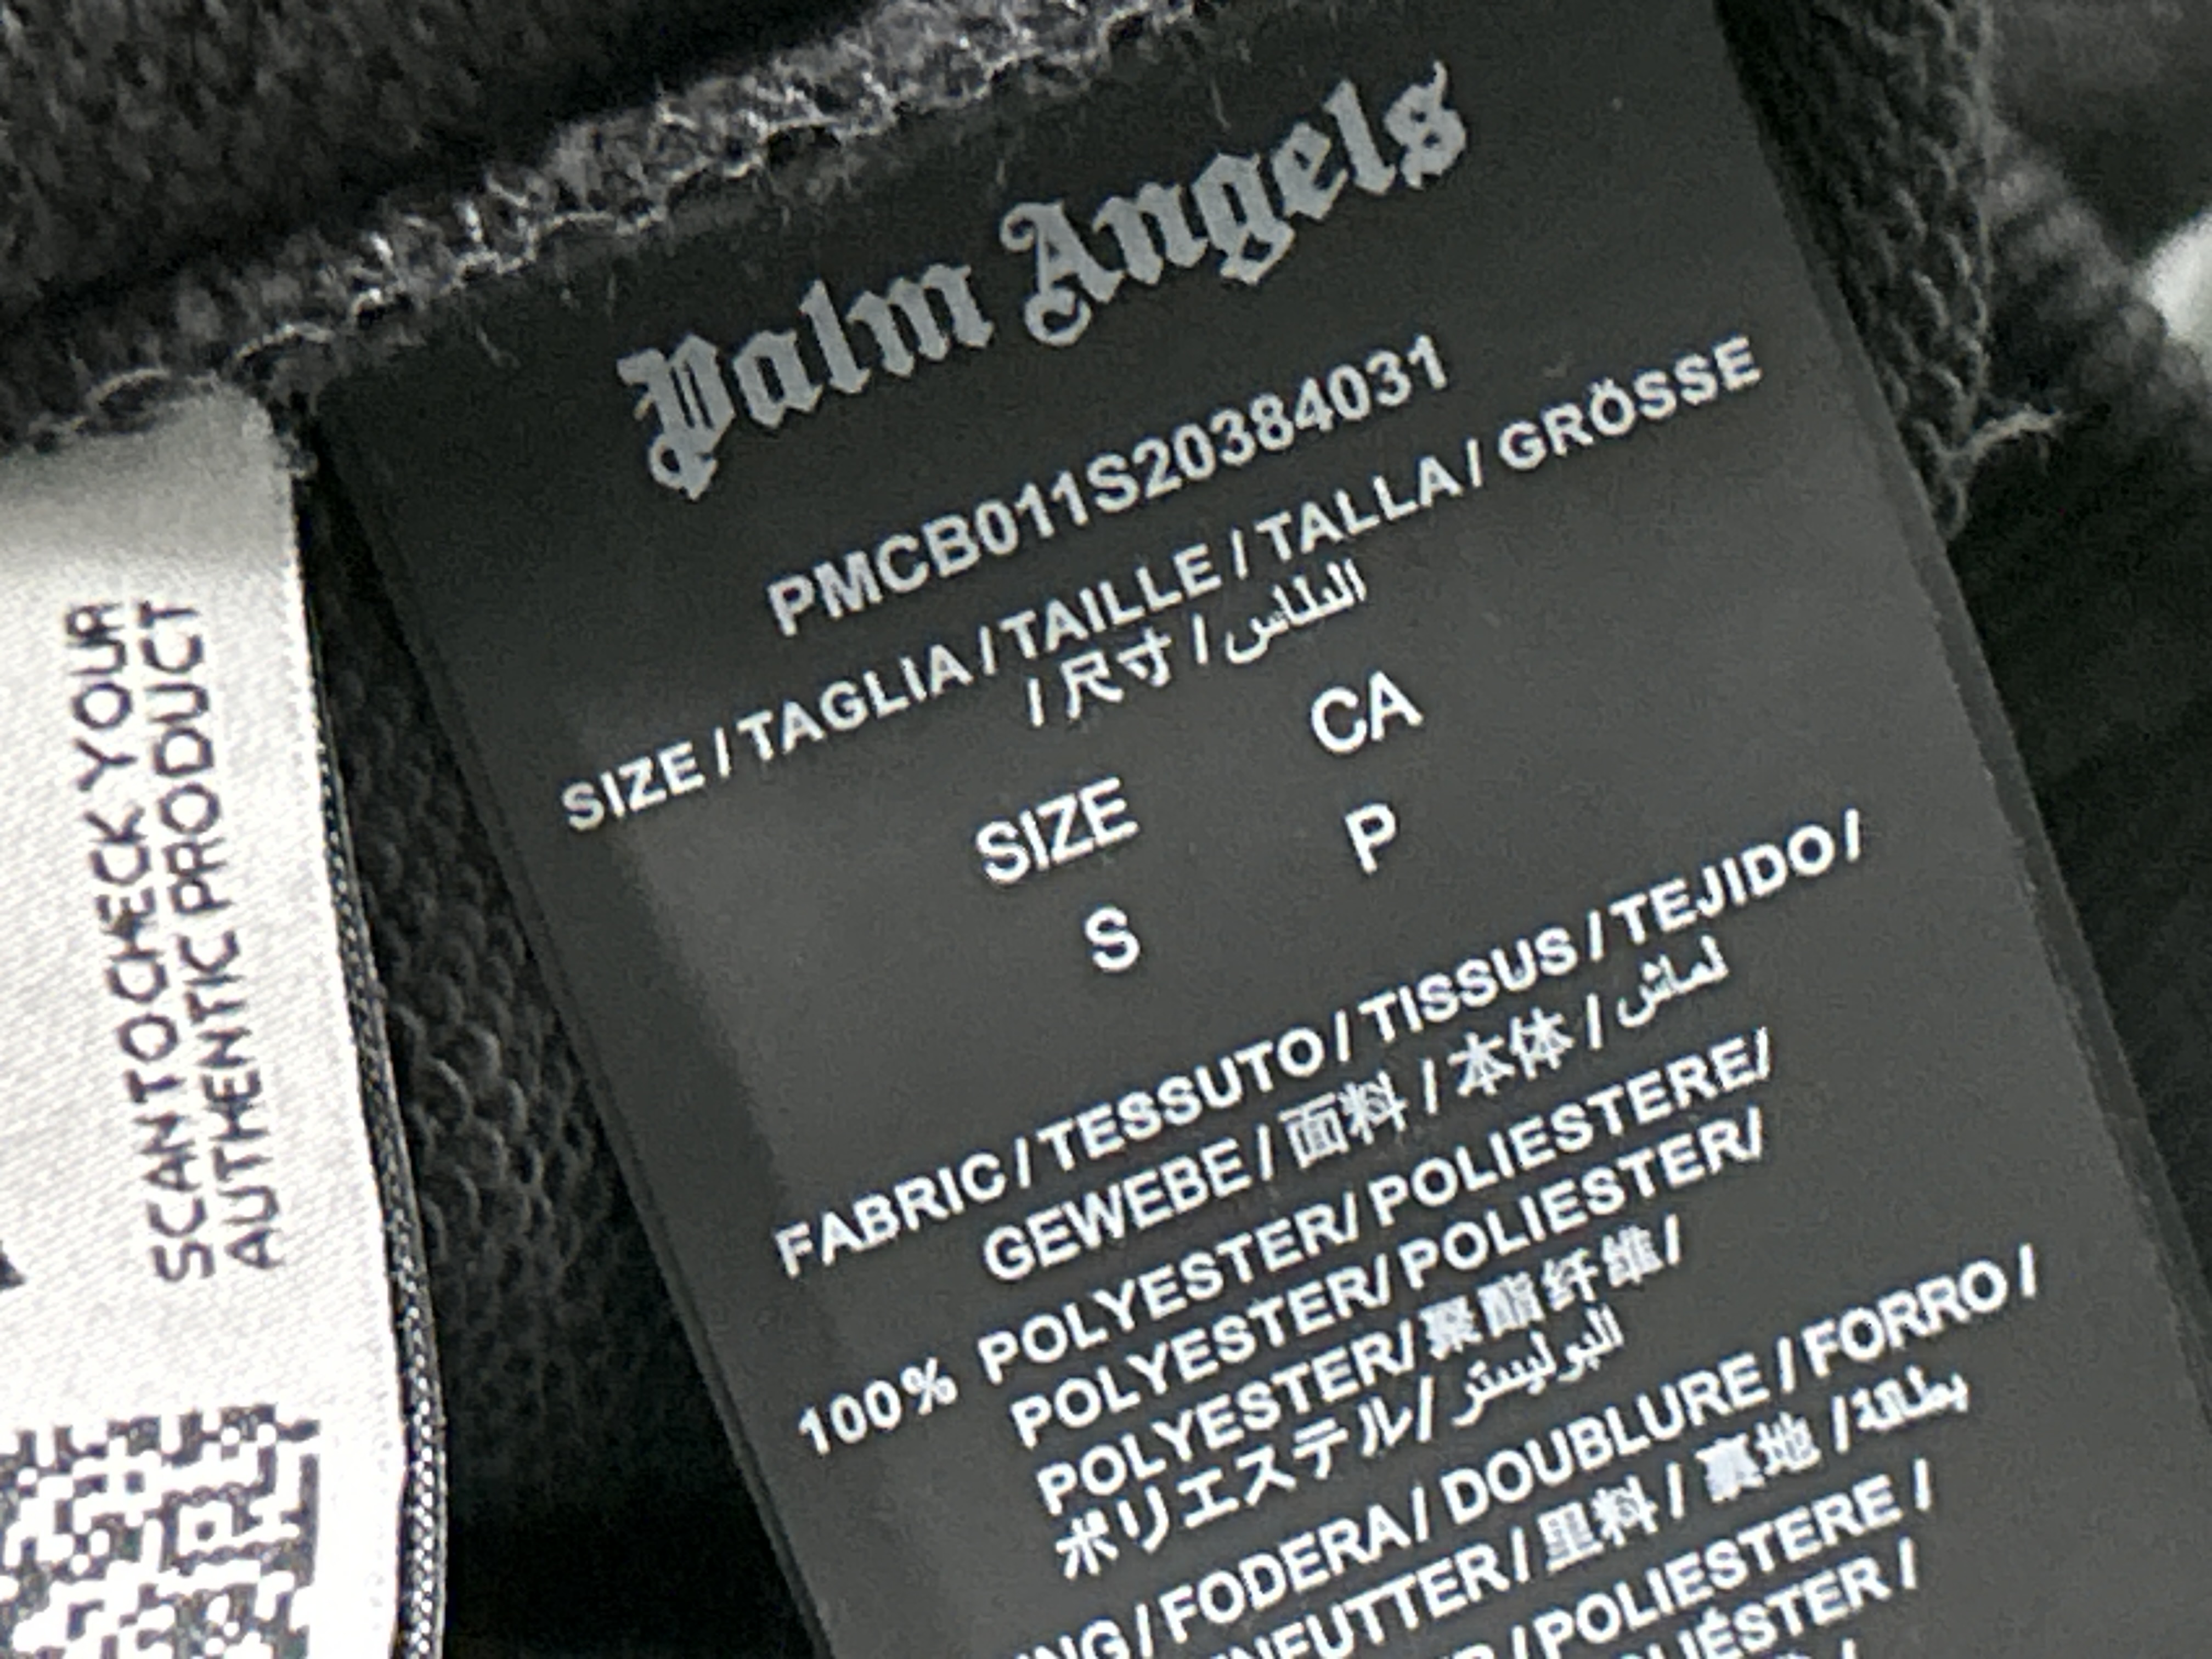 SCAN TO CHECK YOUR
AUTHENTIC PRODUCT
Palm Angels
PMCB011S20384031
SIZE / TAGLIA / TAILLE / TALLA / GRÖSSE
/ 尺寸 /
SIZE CA
S P
FABRIC / TESSUTO / TISSUS / TEJIDO /
GEWEBE / 面料 / 本体 / لماش
100% POLYESTER/ POLIESTERE/
POLYESTER/ POLIESTER/
POLYESTER/ 聚酯纤维/
ポリエステル/ البوليستر
/ FODERA / DOUBLURE / FORRO /
/ 里料 / 裏地 / بطانة
/ POLIESTERE /